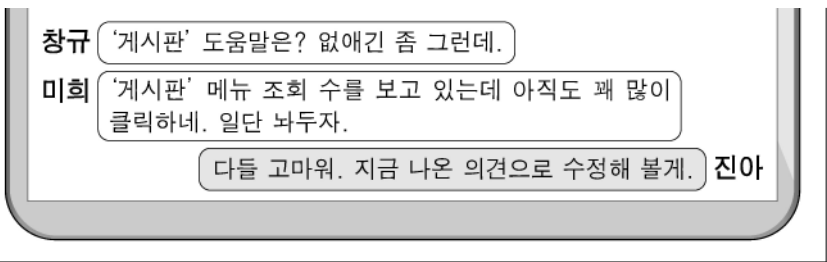 창규 ‘게시판’ 도움말은? 없애긴 좀 그런데.
미희 ‘게시판’ 메뉴 조회 수를 보고 있는데 아직도 꽤 많이
클릭하네. 일단 놔두자.
다들 고마워. 지금 나온 의견으로 수정해 볼게. 진아